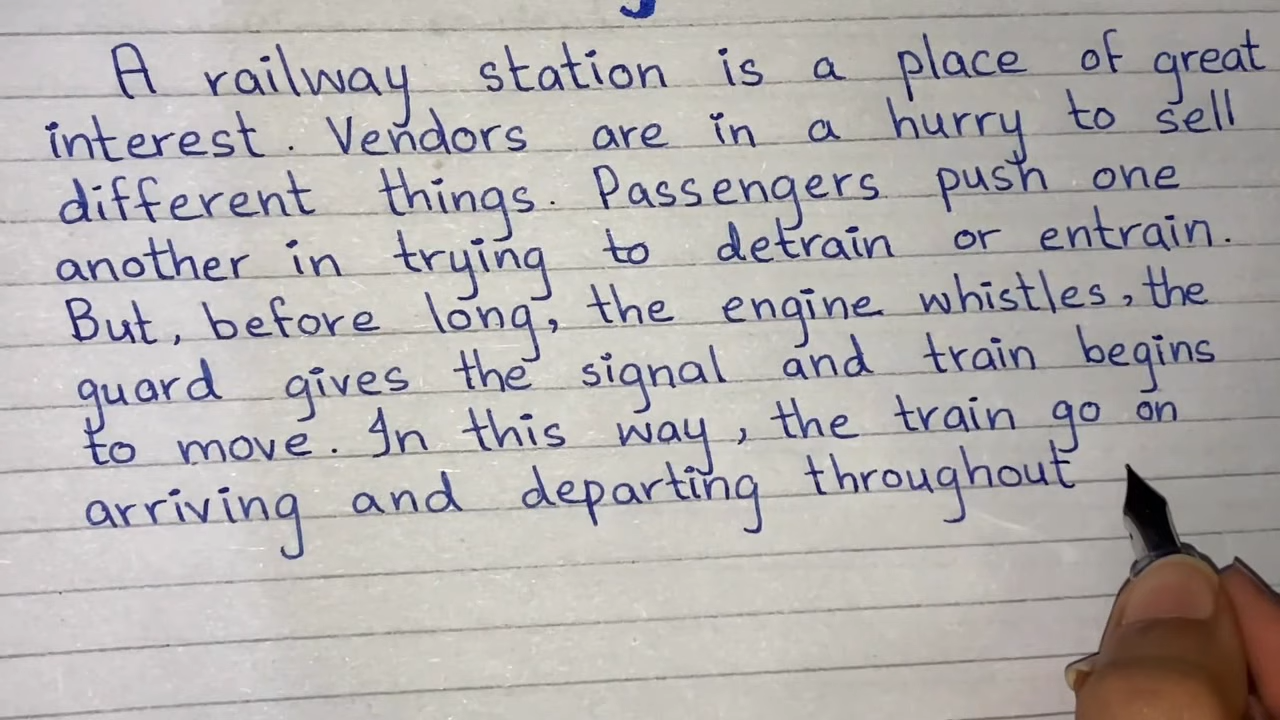 A railway station is a place of great
interest. Vendors are in a hurry to sell
different things. Passengers push one
another in trying to detrain or entrain.
But, before long, the engine whistles, the
guard gives the signal and train begins
to move. In this way, the train go on
arriving and departing throughout